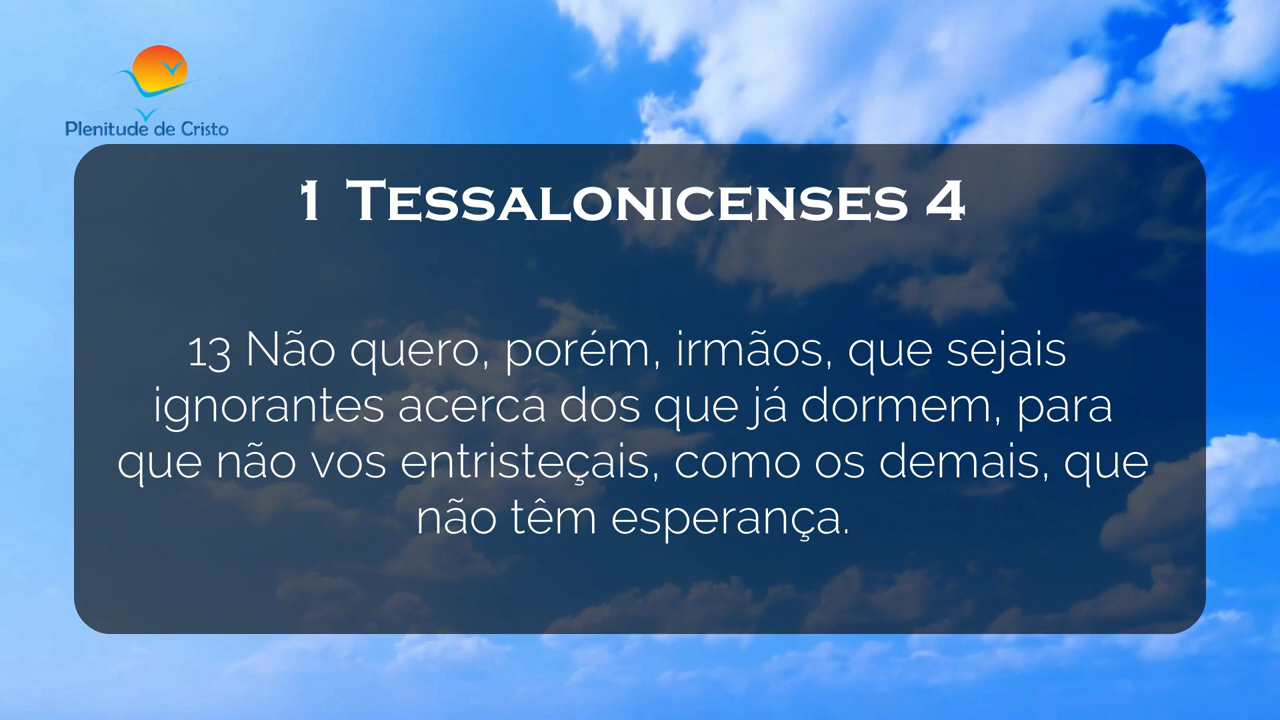 Plenitude de Cristo
1 Tessalonicenses 4
13 Não quero, porém, irmãos, que sejais
ignorantes acerca dos que já dormem, para
que não vos entristeçais, como os demais, que
não têm esperança.